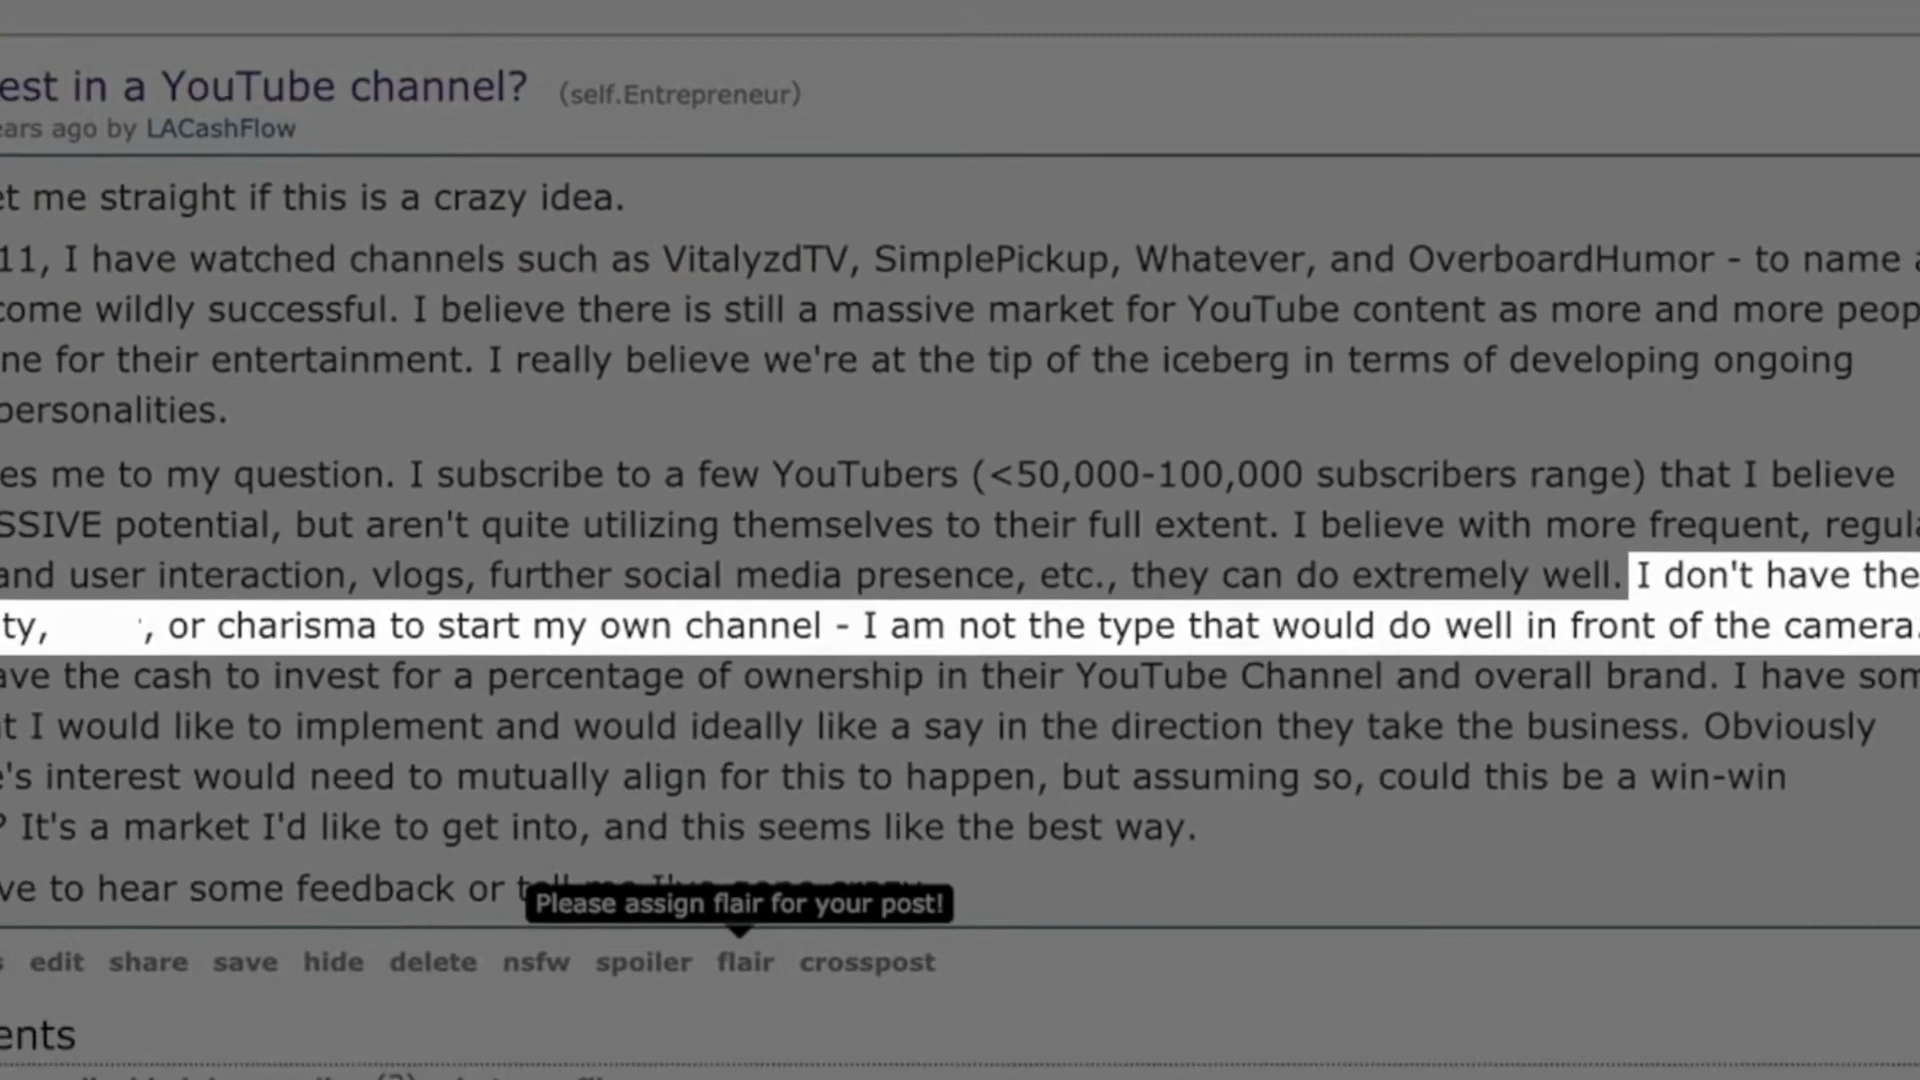 est in a YouTube channel? (self.Entrepreneur)
ears ago by LACashFlow
et me straight if this is a crazy idea.
11, I have watched channels such as VitalyzdTV, SimplePickup, Whatever, and OverboardHumor - to name a
come wildly successful. I believe there is still a massive market for YouTube content as more and more peop
ne for their entertainment. I really believe we're at the tip of the iceberg in terms of developing ongoing
personalities.
es me to my question. I subscribe to a few YouTubers (<50,000-100,000 subscribers range) that I believe
SSIVE potential, but aren't quite utilizing themselves to their full extent. I believe with more frequent, regula
and user interaction, vlogs, further social media presence, etc., they can do extremely well. I don't have the
ty, , or charisma to start my own channel - I am not the type that would do well in front of the camera.
ave the cash to invest for a percentage of ownership in their YouTube Channel and overall brand. I have som
t I would like to implement and would ideally like a say in the direction they take the business. Obviously
e's interest would need to mutually align for this to happen, but assuming so, could this be a win-win
? It's a market I'd like to get into, and this seems like the best way.
ve to hear some feedback or
Please assign flair for your post!
s edit share save hide delete nsfw spoiler flair crosspost
ents